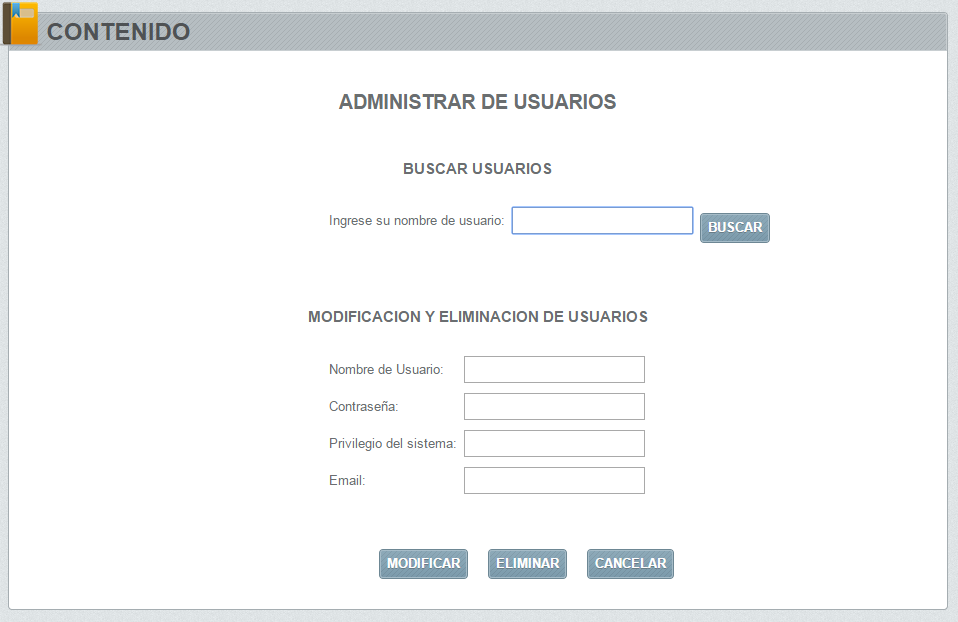 CONTENIDO
ADMINISTRAR DE USUARIOS
BUSCAR USUARIOS
Ingrese su nombre de usuario: BUSCAR
MODIFICACION Y ELIMINACION DE USUARIOS
Nombre de Usuario:
Contraseña:
Privilegio del sistema:
Email:
MODIFICAR ELIMINAR CANCELAR